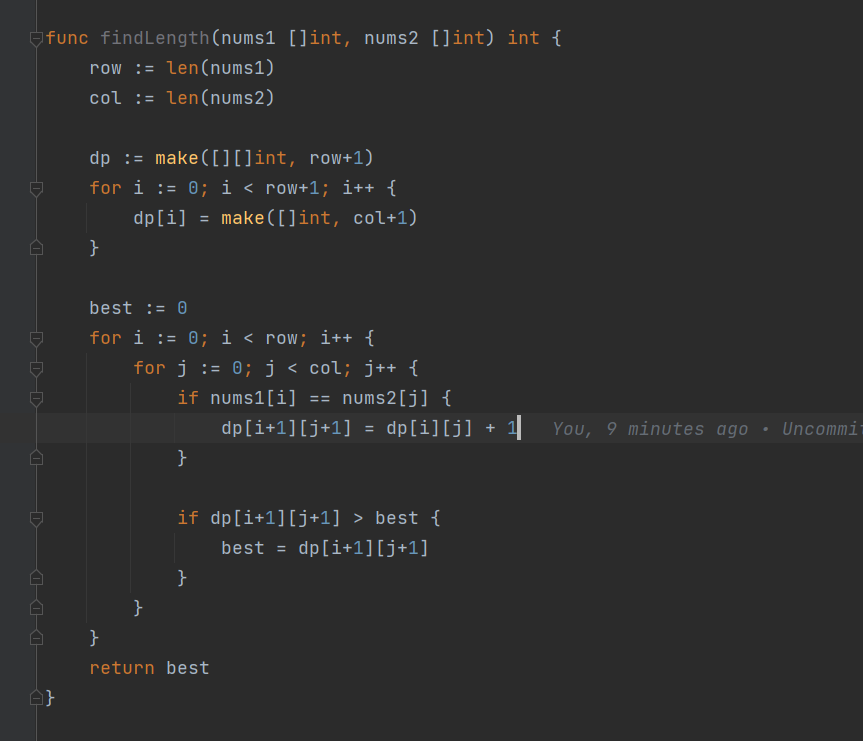 func findLength(nums1 []int, nums2 []int) int {
    row := len(nums1)
    col := len(nums2)

    dp := make([][]int, row+1)
    for i := 0; i < row+1; i++ {
        dp[i] = make([]int, col+1)
    }

    best := 0
    for i := 0; i < row; i++ {
        for j := 0; j < col; j++ {
            if nums1[i] == nums2[j] {
                dp[i+1][j+1] = dp[i][j] + 1    You, 9 minutes ago •
            }

            if dp[i+1][j+1] > best {
                best = dp[i+1][j+1]
            }
        }
    }
    return best
}